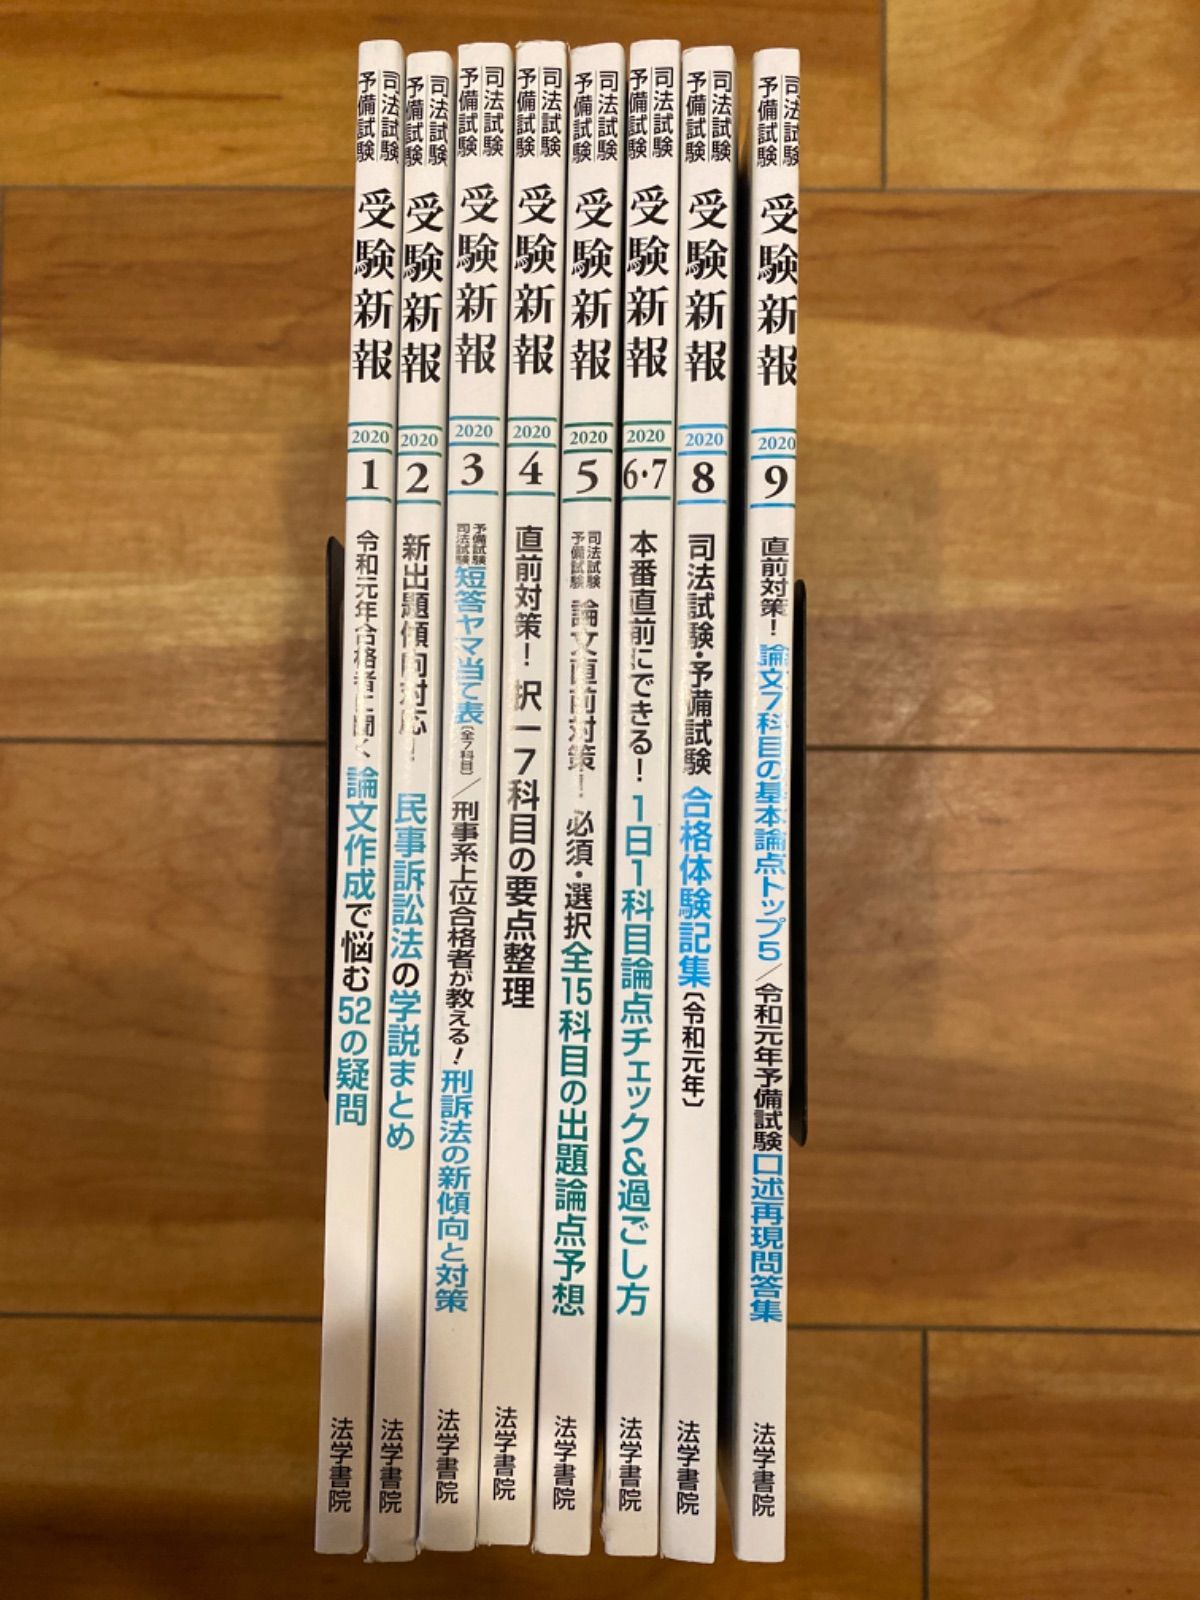 司法試験
予備試験
受験新報
2020
1
令和元年合格者に聞く、論文作成で悩む52の疑問
法学書院
司法試験
予備試験
受験新報
2020
2
新出題傾向対応！ 民事訴訟法の学説まとめ
法学書院
司法試験
予備試験
受験新報
2020
3
予備試験
司法試験
短答ヤマ当て表〔全7科目〕／刑事系上位合格者が教える！刑訴法の新傾向と対策
法学書院
司法試験
予備試験
受験新報
2020
4
直前対策！択一7科目の要点整理
法学書院
司法試験
予備試験
受験新報
2020
5
司法試験
予備試験
論文直前対策！ 必須・選択全15科目の出題論点予想
法学書院
司法試験
予備試験
受験新報
2020
6・7
本番直前にできる！1日1科目論点チェック&過ごし方
法学書院
司法試験
予備試験
受験新報
2020
8
司法試験・予備試験 合格体験記集〔令和元年〕
法学書院
司法試験
予備試験
受験新報
2020
9
直前対策！論文7科目の基本論点トップ5／令和元年予備試験口述再現問答集
法学書院